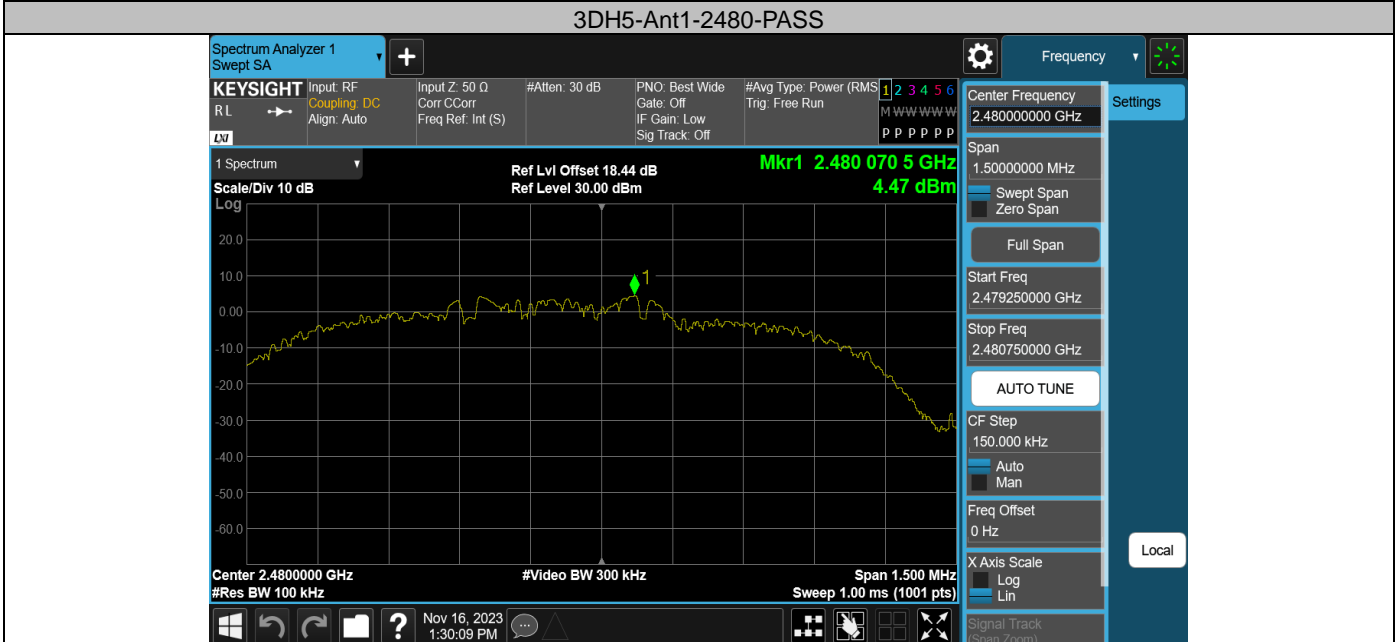 3DH5-Ant1-2480-PASS
Spectrum Analyzer 1
Swept SA
+
Frequency
KEYSIGHT
RL
LXI
Input: RF
Coupling: DC
Align: Auto
Input Z: 50 Ω
Corr CCorr
Freq Ref: Int (S)
#Atten: 30 dB
PNO: Best Wide
Gate: Off
IF Gain: Low
Sig Track: Off
#Avg Type: Power (RMS
Trig: Free Run
1 2 3 4 5 6
M W W W W W
P P P P P P
1 Spectrum
Scale/Div 10 dB
Log
Ref Lvl Offset 18.44 dB
Ref Level 30.00 dBm
Mkr1 2.480 070 5 GHz
4.47 dBm
20.0
10.0
0.00
-10.0
-20.0
-30.0
-40.0
-50.0
-60.0
1
Center 2.4800000 GHz
#Res BW 100 kHz
#Video BW 300 kHz
Span 1.500 MHz
Sweep 1.00 ms (1001 pts)
?
Nov 16, 2023
1:30:09 PM
Center Frequency
2.480000000 GHz
Span
1.50000000 MHz
Swept Span
Zero Span
Full Span
Start Freq
2.479250000 GHz
Stop Freq
2.480750000 GHz
AUTO TUNE
CF Step
150.000 kHz
Auto
Man
Freq Offset
0 Hz
X Axis Scale
Log
Lin
Signal Track
(Span Zoom)
Settings
Local